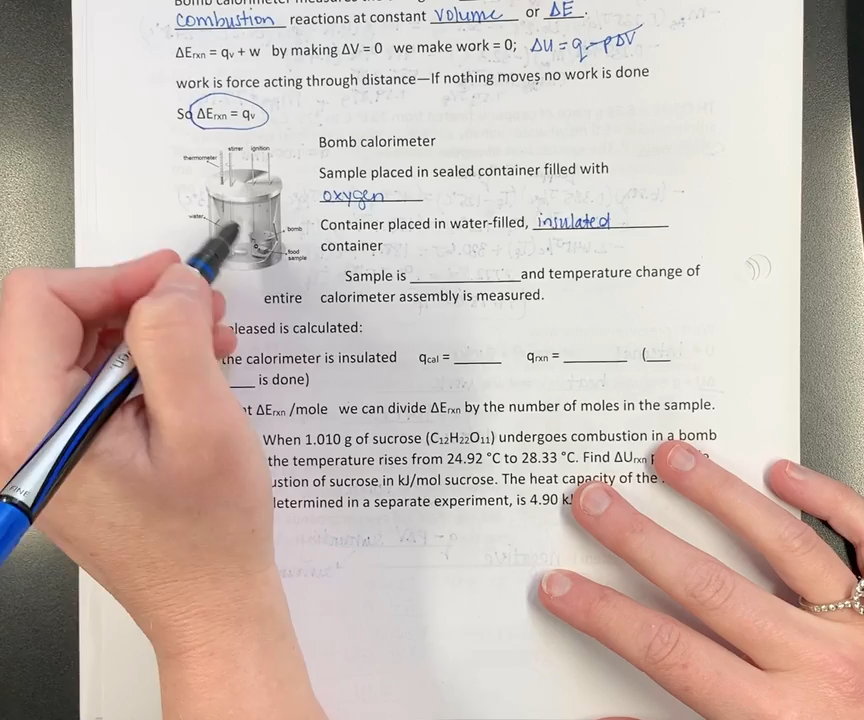 combustion reactions at constant volume or ΔE.
ΔErxn = qv + w by making ΔV = 0 we make work = 0; ΔU = q - pΔV
work is force acting through distance—If nothing moves no work is done
So ΔErxn = qv
stirrer ignition
thermometer
Bomb calorimeter
Sample placed in sealed container filled with
oxygen
water
bomb
Container placed in water-filled, insulated
food
sample
container
Sample is ____________ and temperature change of
entire calorimeter assembly is measured.
eleased is calculated:
the calorimeter is insulated qcal = ______ qrxn = ________ (___
___ is done)
ΔErxn /mole we can divide ΔErxn by the number of moles in the sample.
When 1.010 g of sucrose (C12H22O11) undergoes combustion in a bomb
the temperature rises from 24.92 °C to 28.33 °C. Find ΔUrxn
ustion of sucrose in kJ/mol sucrose. The heat capacity of the
etermined in a separate experiment, is 4.90 kJ